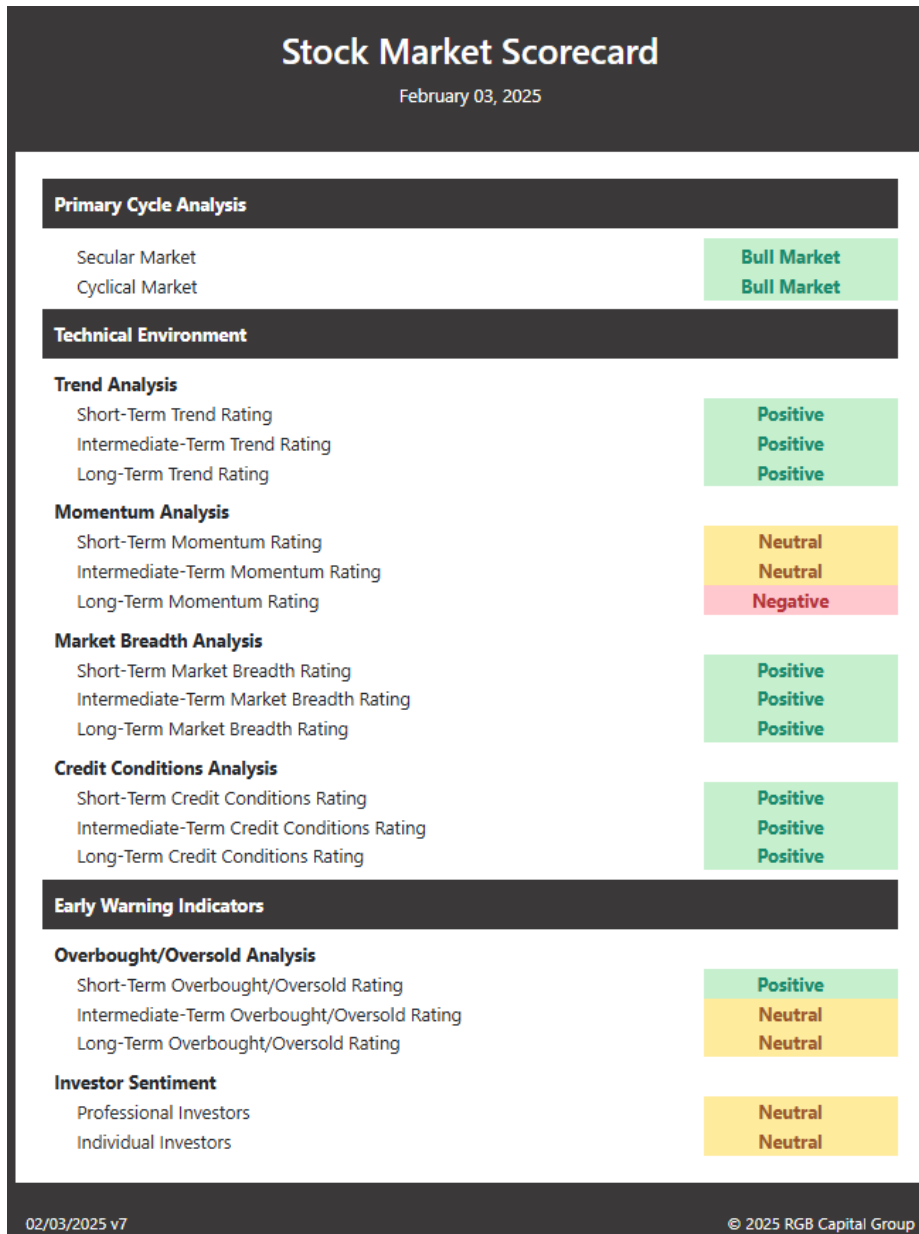 Stock Market Scorecard
February 03, 2025
Primary Cycle Analysis
Secular Market Bull Market
Cyclical Market Bull Market
Technical Environment
Trend Analysis
Short-Term Trend Rating Positive
Intermediate-Term Trend Rating Positive
Long-Term Trend Rating Positive
Momentum Analysis
Short-Term Momentum Rating Neutral
Intermediate-Term Momentum Rating Neutral
Long-Term Momentum Rating Negative
Market Breadth Analysis
Short-Term Market Breadth Rating Positive
Intermediate-Term Market Breadth Rating Positive
Long-Term Market Breadth Rating Positive
Credit Conditions Analysis
Short-Term Credit Conditions Rating Positive
Intermediate-Term Credit Conditions Rating Positive
Long-Term Credit Conditions Rating Positive
Early Warning Indicators
Overbought/Oversold Analysis
Short-Term Overbought/Oversold Rating Positive
Intermediate-Term Overbought/Oversold Rating Neutral
Long-Term Overbought/Oversold Rating Neutral
Investor Sentiment
Professional Investors Neutral
Individual Investors Neutral
02/03/2025 v7 © 2025 RGB Capital Group